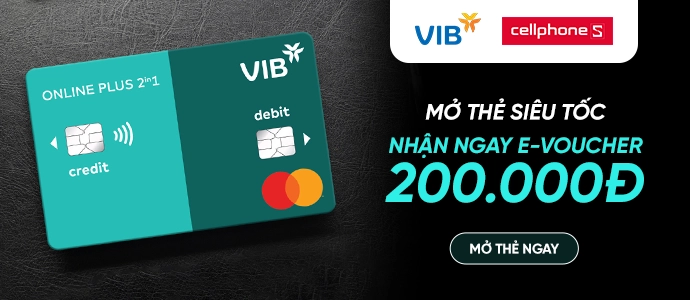 VIB
cellphoneS
ONLINE PLUS 2in1
VIB
debit
credit
MỞ THẺ SIÊU TỐC
NHẬN NGAY E-VOUCHER
200.000Đ
MỞ THẺ NGAY